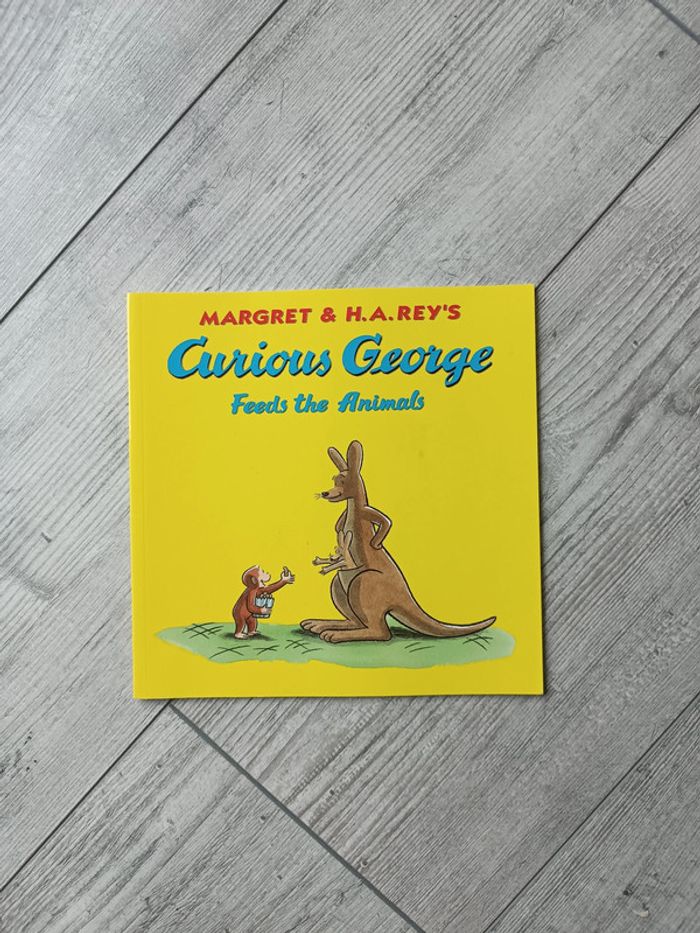 MARGRET & H.A.REY'S
Curious George
Feeds the Animals